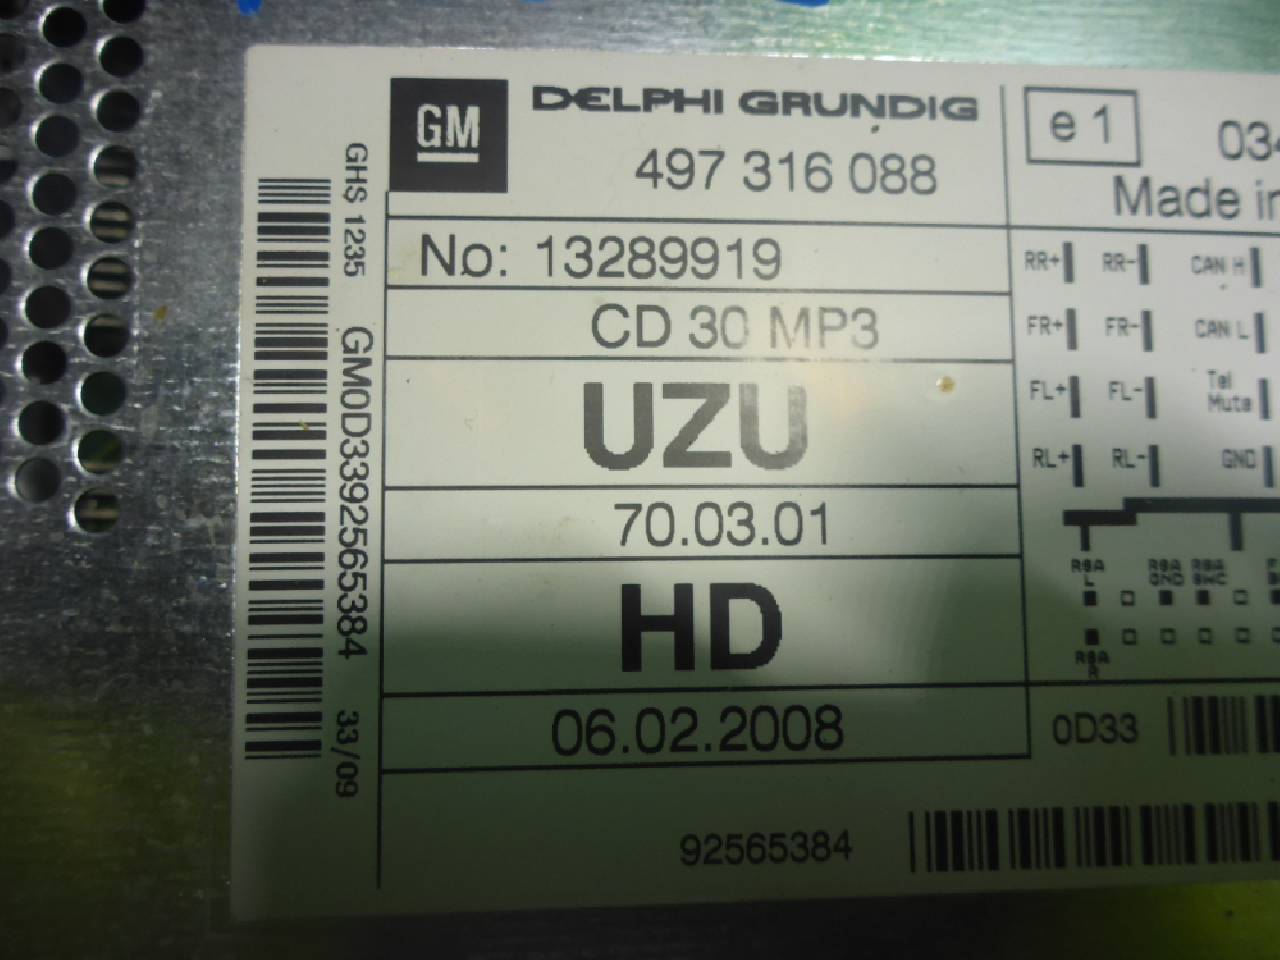 GM
DELPHI GRUNDIG
497 316 088
No: 13289919
CD 30 MP3
UZU
70.03.01
HD
06.02.2008
92565384
GHS 1235
GM0D3392565384
33/09
e 1
034
Made in
RR+ RR- CAN H
FR+ FR- CAN L
FL+ FL- Tel Mute
RL+ RL- GND
RSA L RSA GND RSA SWC
RSA R
0D33